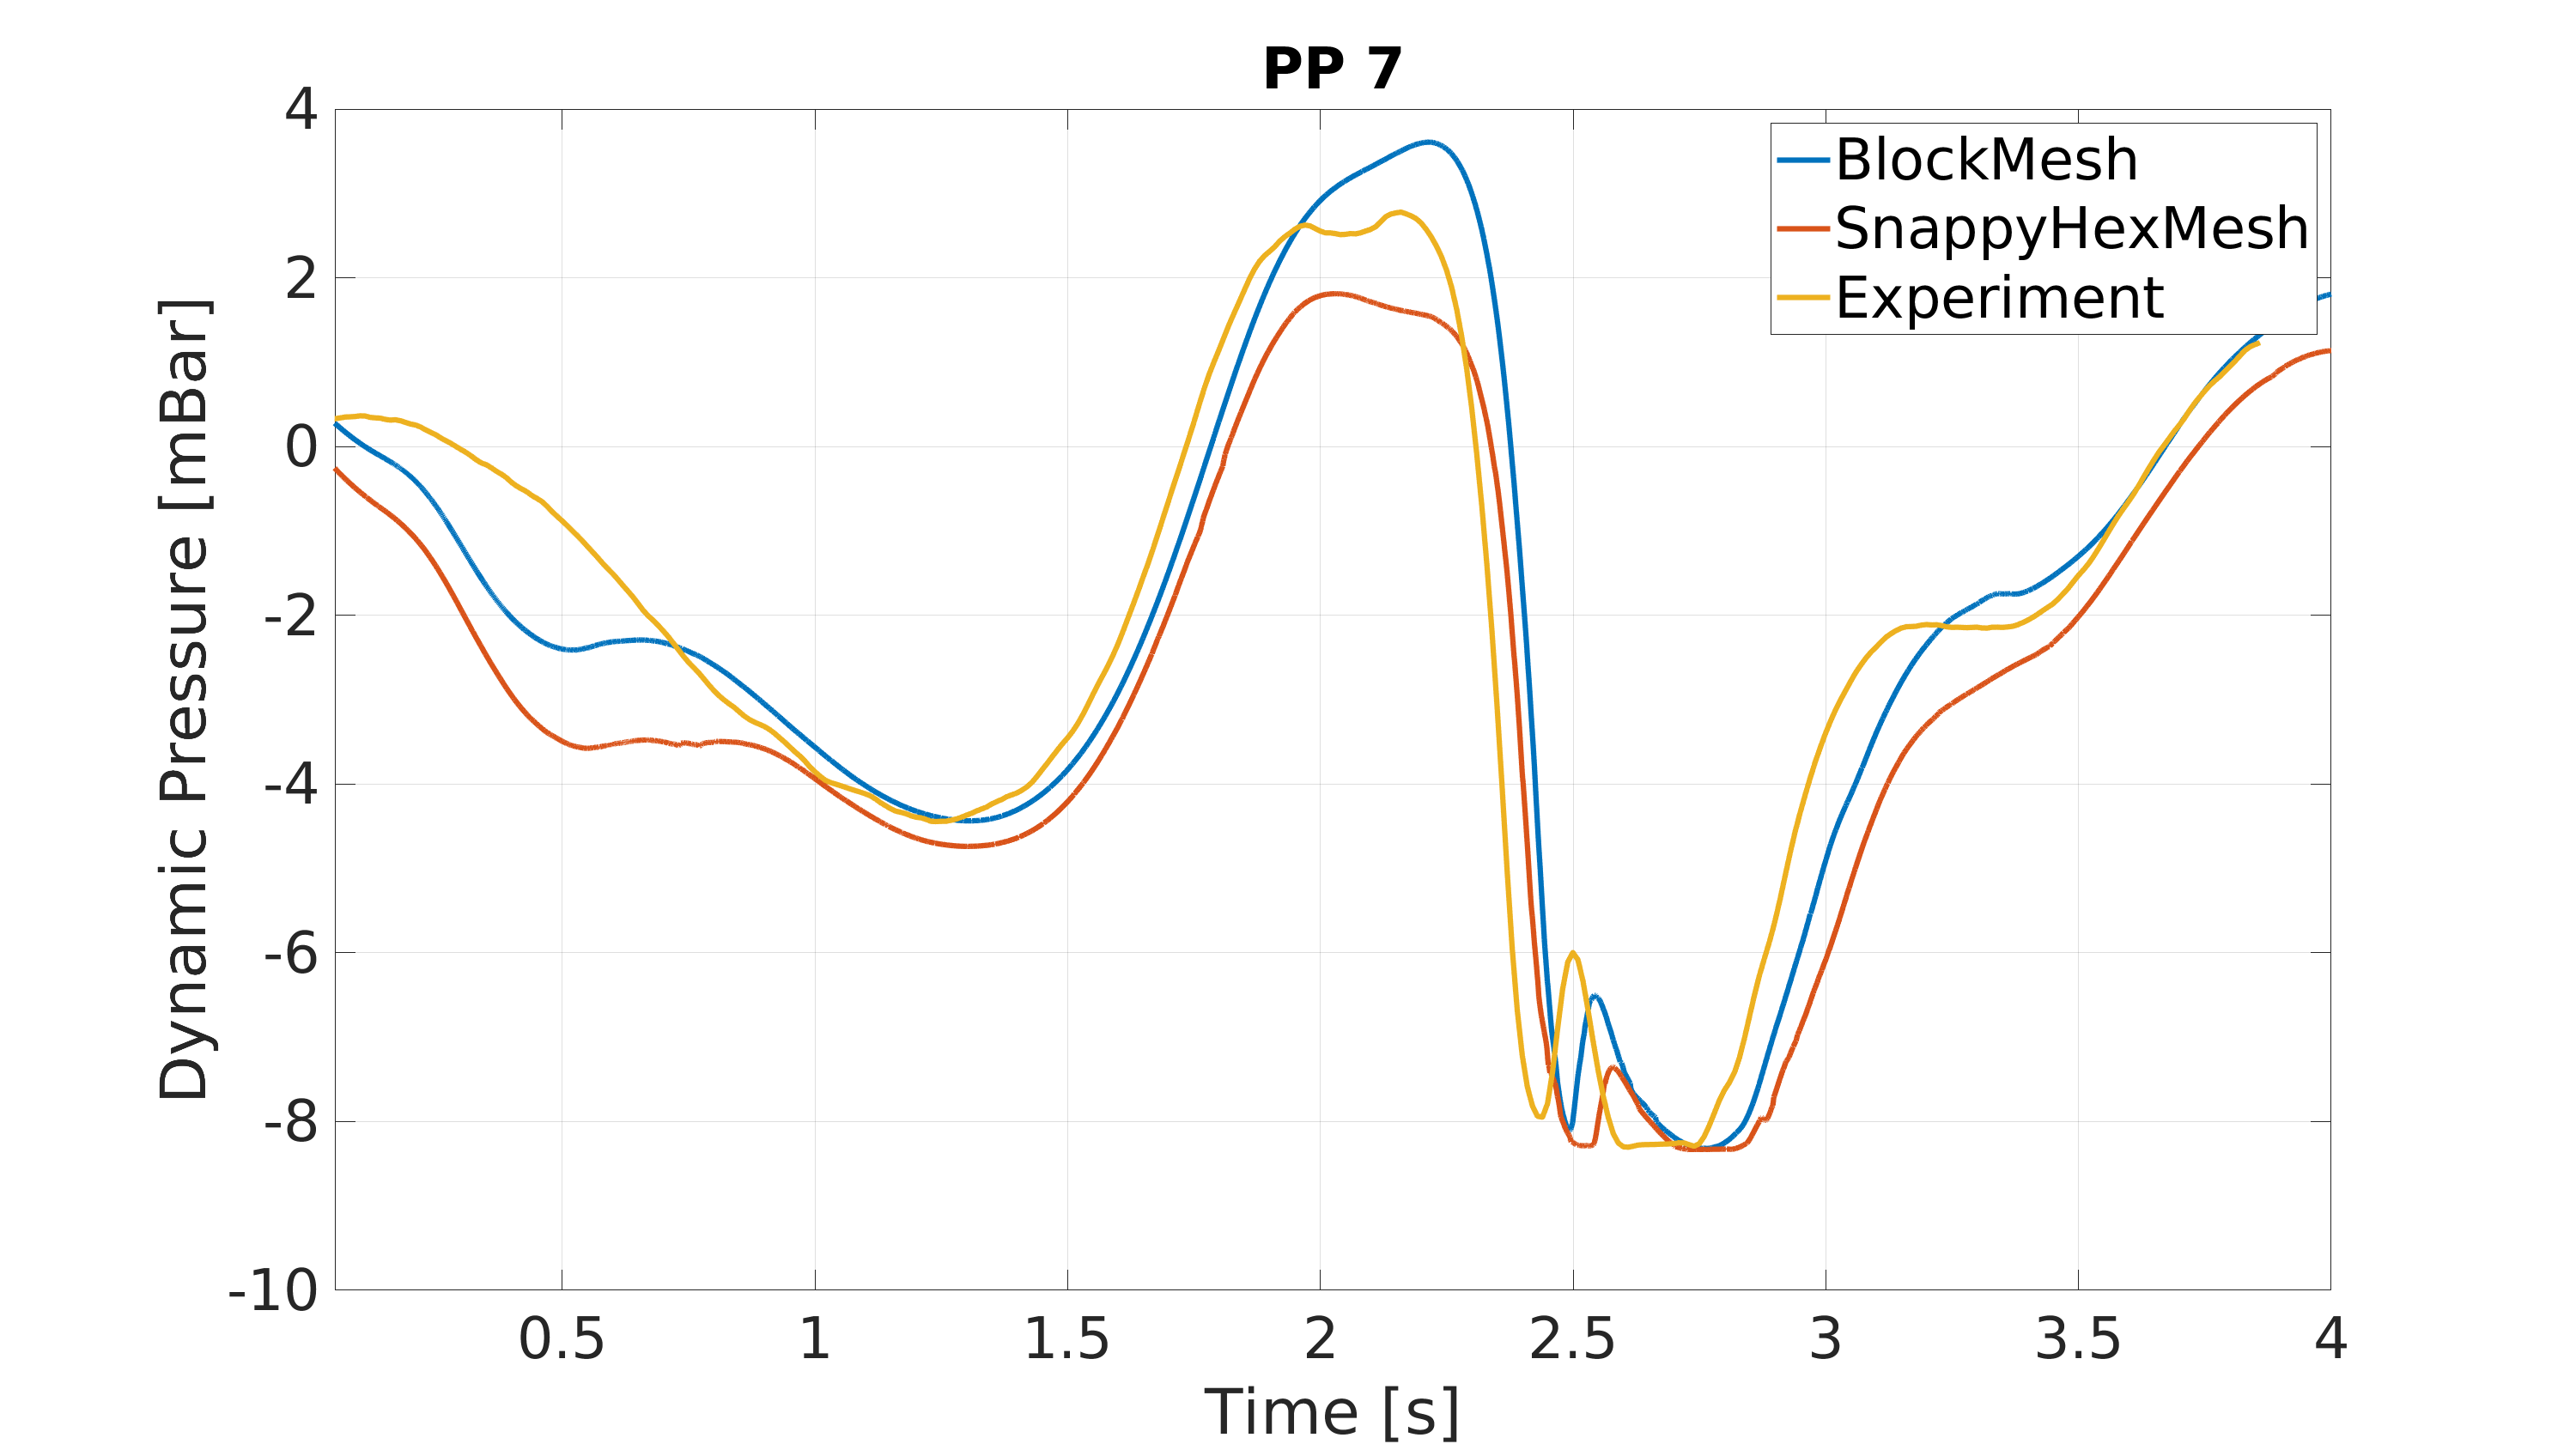 PP 7
BlockMesh
SnappyHexMesh
Experiment
Dynamic Pressure [mBar]
4
2
0
-2
-4
-6
-8
-10
0.5 1 1.5 2 2.5 3 3.5 4
Time [s]